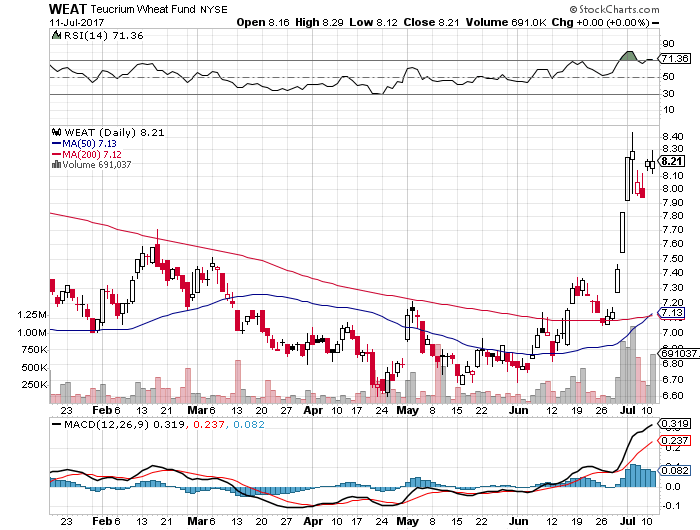 WEAT Teucrium Wheat Fund NYSE © StockCharts.com
11-Jul-2017 Open 8.16 High 8.29 Low 8.12 Close 8.21 Volume 691.0K Chg +0.00 (+0.00%)
RSI(14) 71.36
90
71.36
70
50
30
10
WEAT (Daily) 8.21
MA(50) 7.13
MA(200) 7.12
Volume 691,037
8.40
8.30
8.21
8.10
8.00
7.90
7.80
7.70
7.60
7.50
7.40
7.30
7.20
1.25M 7.13
1.00M 7.00
750K 6.90
691037
500K 6.80
250K 6.70
6.60
23 Feb 6 13 21 Mar 6 13 20 27 Apr 10 17 24 May 8 15 22 Jun 12 19 26 Jul 10
MACD(12,26,9) 0.319, 0.237, 0.082
0.319
0.237
0.082
0.0
-0.1
23 Feb 6 13 21 Mar 6 13 20 27 Apr 10 17 24 May 8 15 22 Jun 12 19 26 Jul 10